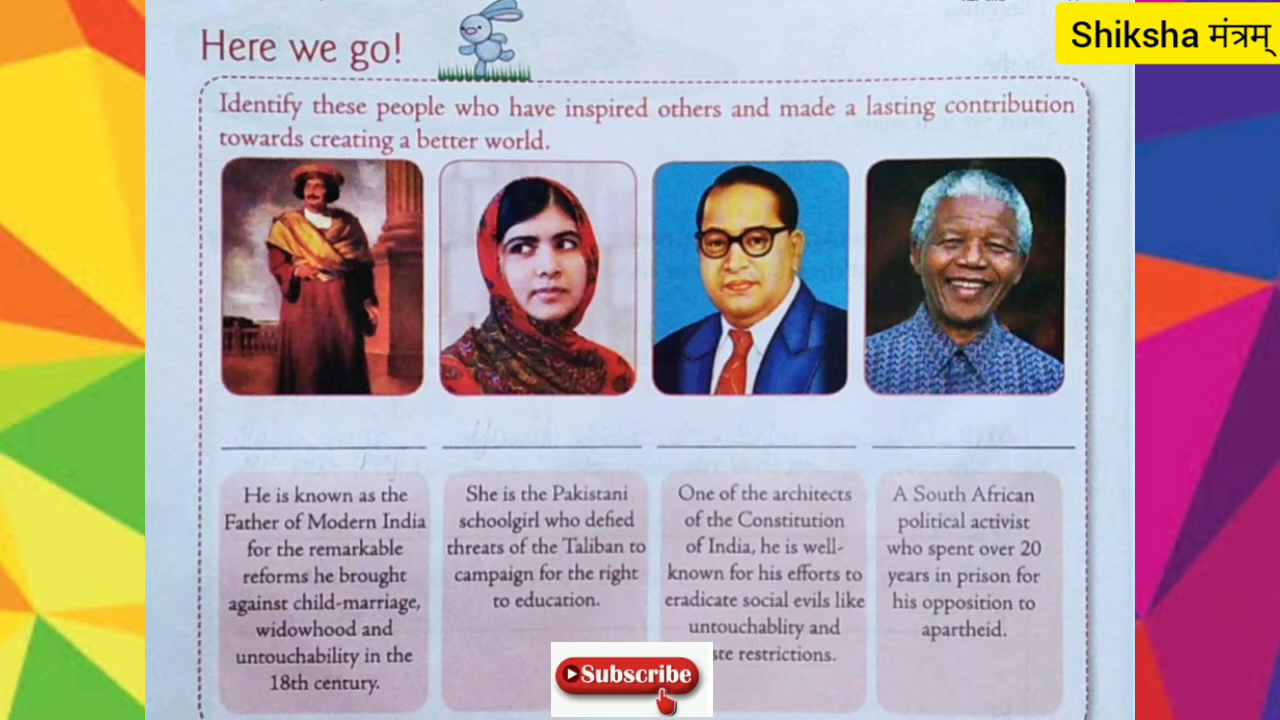 Shiksha मंत्रम्
Here we go!
Identify these people who have inspired others and made a lasting contribution
towards creating a better world.
He is known as the
Father of Modern India
for the remarkable
reforms he brought
against child-marriage,
widowhood and
untouchability in the
18th century.
She is the Pakistani
schoolgirl who defied
threats of the Taliban to
campaign for the right
to education.
One of the architects
of the Constitution
of India, he is well-
known for his efforts to
eradicate social evils like
untouchablity and
ste restrictions.
A South African
political activist
who spent over 20
years in prison for
his opposition to
apartheid.
Subscribe